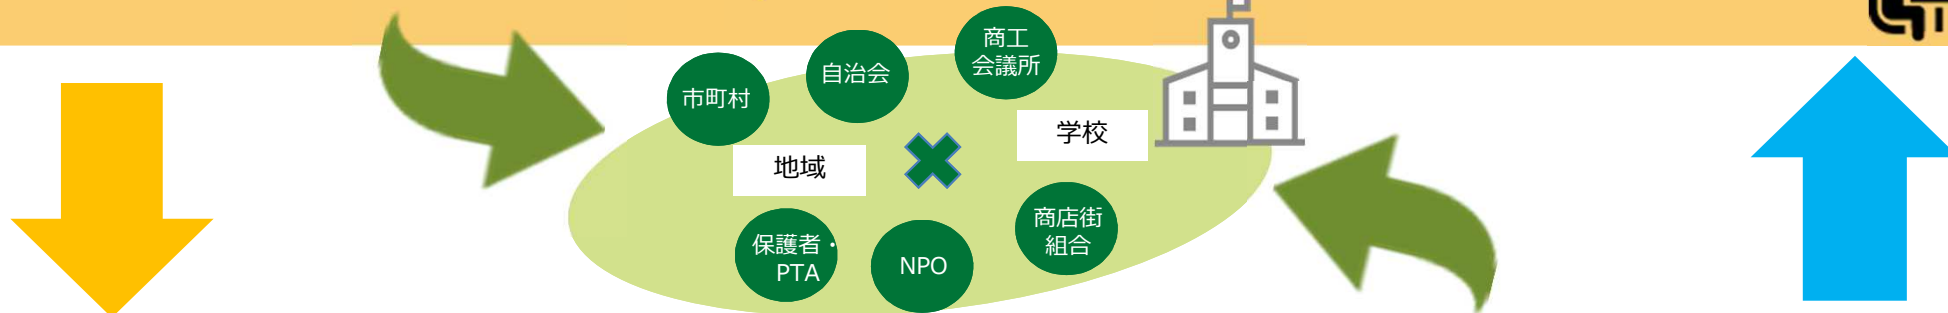 商工
会議所
自治会
市町村
学校
地域
商店街
組合
保護者・
PTA
NPO